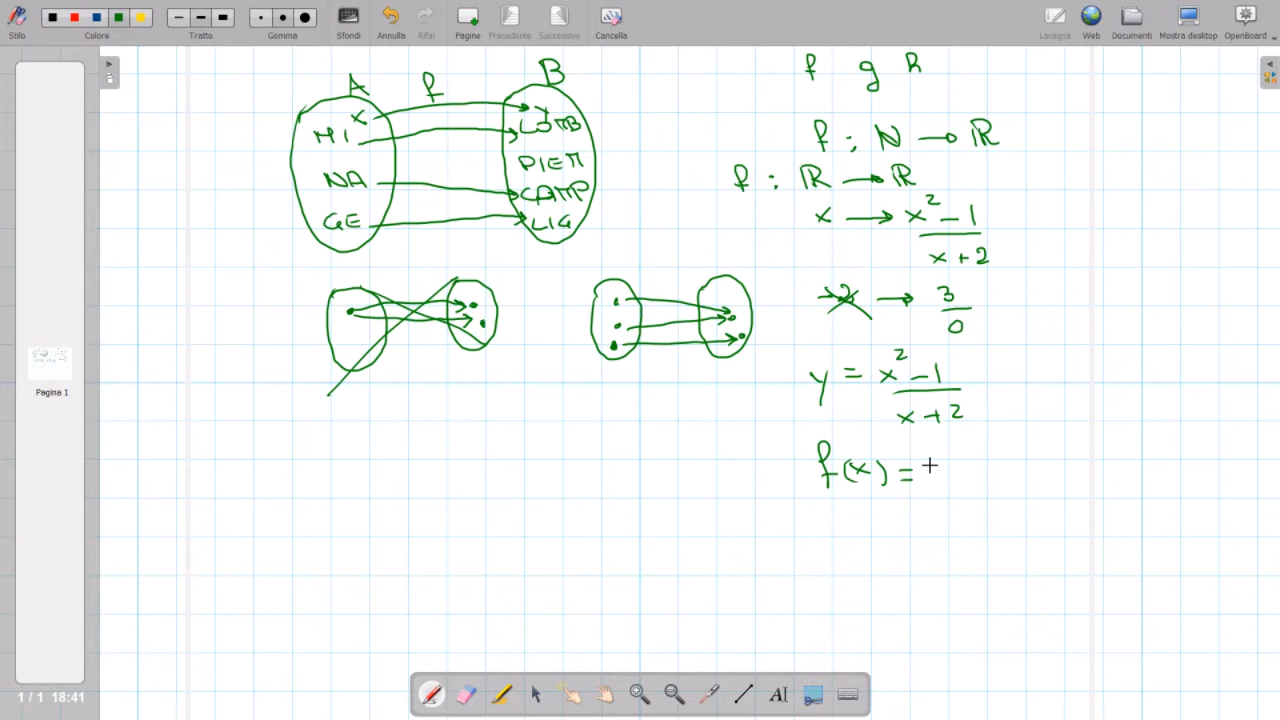 Stilo Colore Tratto Gomma Sfondi Annulla Rifai Pagine Precedente Successivo Cancella Lavagna Web Documenti Mostra desktop OpenBoard
A f B
x y
MI LOMB
PIEM
NA CAMP
GE LIG
f g h
f : N → R
f : R → R
x → x² - 1
x + 2
-2 → 3
0
y = x² - 1
x + 2
f(x) =
Pagina 1
1 / 1 18:41
AI